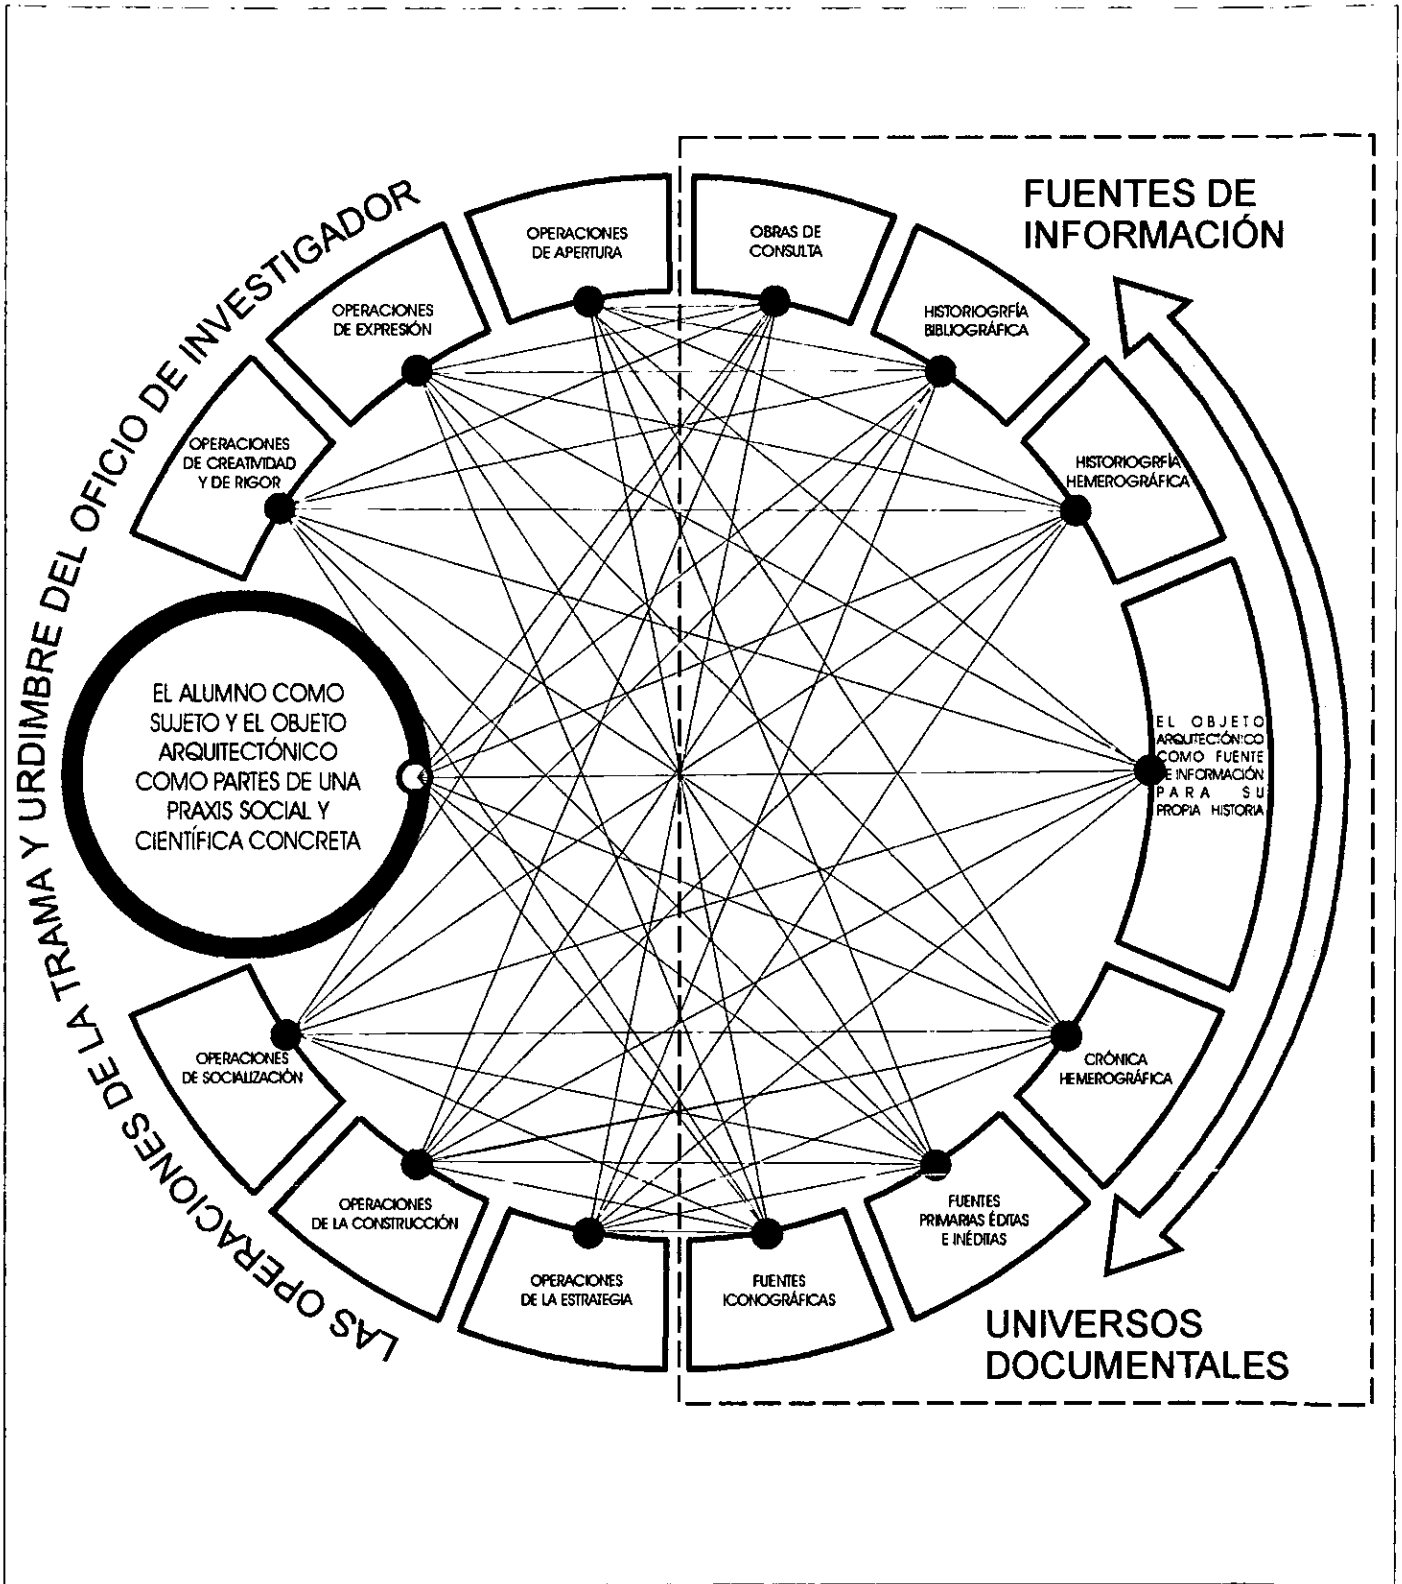 LAS OPERACIONES DE LA TRAMA Y URDIMBRE DEL OFICIO DE INVESTIGADOR
FUENTES DE
INFORMACIÓN
OPERACIONES
DE APERTURA
OBRAS DE
CONSULTA
OPERACIONES
DE EXPRESIÓN
HISTORIOGRFÍA
BIBLIOGRÁFICA
OPERACIONES
DE CREATIVIDAD
Y DE RIGOR
HISTORIOGRFÍA
HEMEROGRÁFICA
EL ALUMNO COMO
SUJETO Y EL OBJETO
ARQUITECTÓNICO
COMO PARTES DE UNA
PRAXIS SOCIAL Y
CIENTÍFICA CONCRETA
EL OBJETO
ARQUITECTÓNICO
COMO FUENTE
DE INFORMACIÓN
PARA SU
PROPIA HISTORIA
OPERACIONES
DE SOCIALIZACIÓN
CRÓNICA
HEMEROGRÁFICA
OPERACIONES
DE LA CONSTRUCCIÓN
FUENTES
PRIMARIAS ÉDITAS
E INÉDITAS
OPERACIONES
DE LA ESTRATEGIA
FUENTES
ICONOGRÁFICAS
UNIVERSOS
DOCUMENTALES